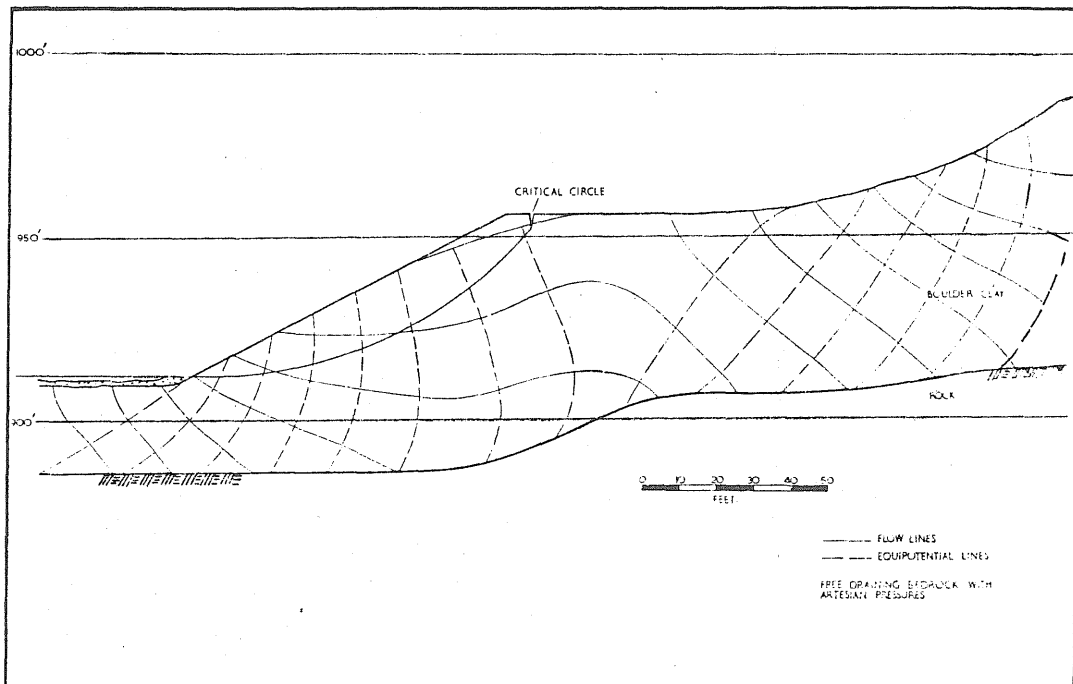 1000'
CRITICAL CIRCLE
950'
BOULDER CLAY
ROCK
900'
0 10 20 30 40 50
FEET
FLOW LINES
EQUIPOTENTIAL LINES
FREE DRAINING BEDROCK WITH
ARTESIAN PRESSURES